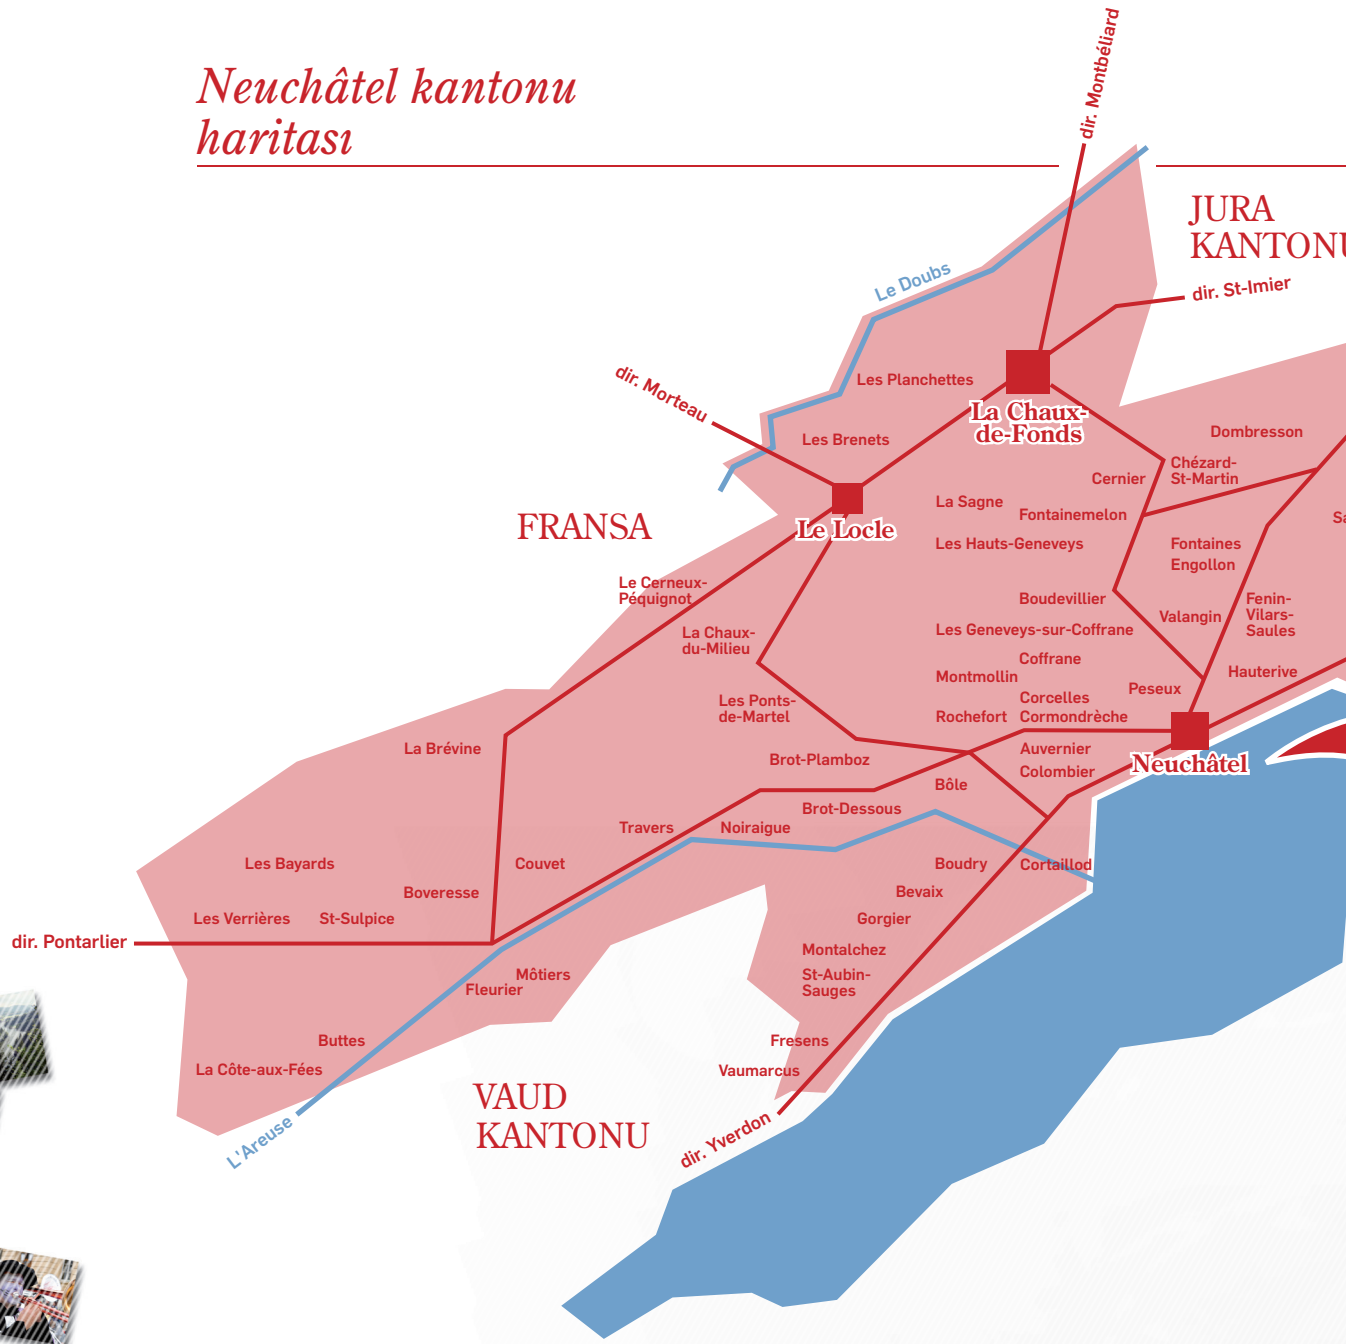 Neuchâtel kantonu
haritası
dir. Montbéliard
JURA
KANTONU
dir. St-Imier
Le Doubs
dir. Morteau
Les Planchettes
La Chaux-
de-Fonds
Les Brenets
Dombresson
Cernier
Chézard-
St-Martin
La Sagne
Fontainemelon
FRANSA
Le Locle
Les Hauts-Geneveys
Fontaines
Engollon
Le Cerneux-
Péquignot
Boudevillier
Valangin
Fenin-
Vilars-
Saules
La Chaux-
du-Milieu
Les Geneveys-sur-Coffrane
Coffrane
Montmollin
Hauterive
Peseux
Les Ponts-
de-Martel
Corcelles
Cormondrèche
Rochefort
La Brévine
Auvernier
Neuchâtel
Brot-Plamboz
Colombier
Bôle
Brot-Dessous
Travers
Noiraigue
Les Bayards
Couvet
Boudry
Cortaillod
Boveresse
Bevaix
Les Verrières
St-Sulpice
Gorgier
dir. Pontarlier
Montalchez
Môtiers
St-Aubin-
Sauges
Fleurier
Buttes
Fresens
La Côte-aux-Fées
Vaumarcus
VAUD
KANTONU
L'Areuse
dir. Yverdon